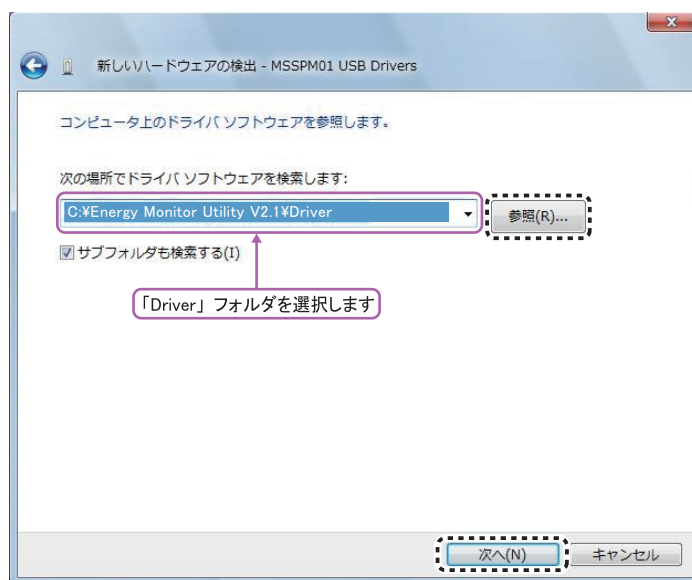 新しいハードウェアの検出 - MSSPM01 USB Drivers
コンピュータ上のドライバ ソフトウェアを参照します。
次の場所でドライバ ソフトウェアを検索します:
C:¥Energy Monitor Utility V2.1¥Driver
参照(R)...
サブフォルダも検索する(I)
「Driver」フォルダを選択します
次へ(N)
キャンセル